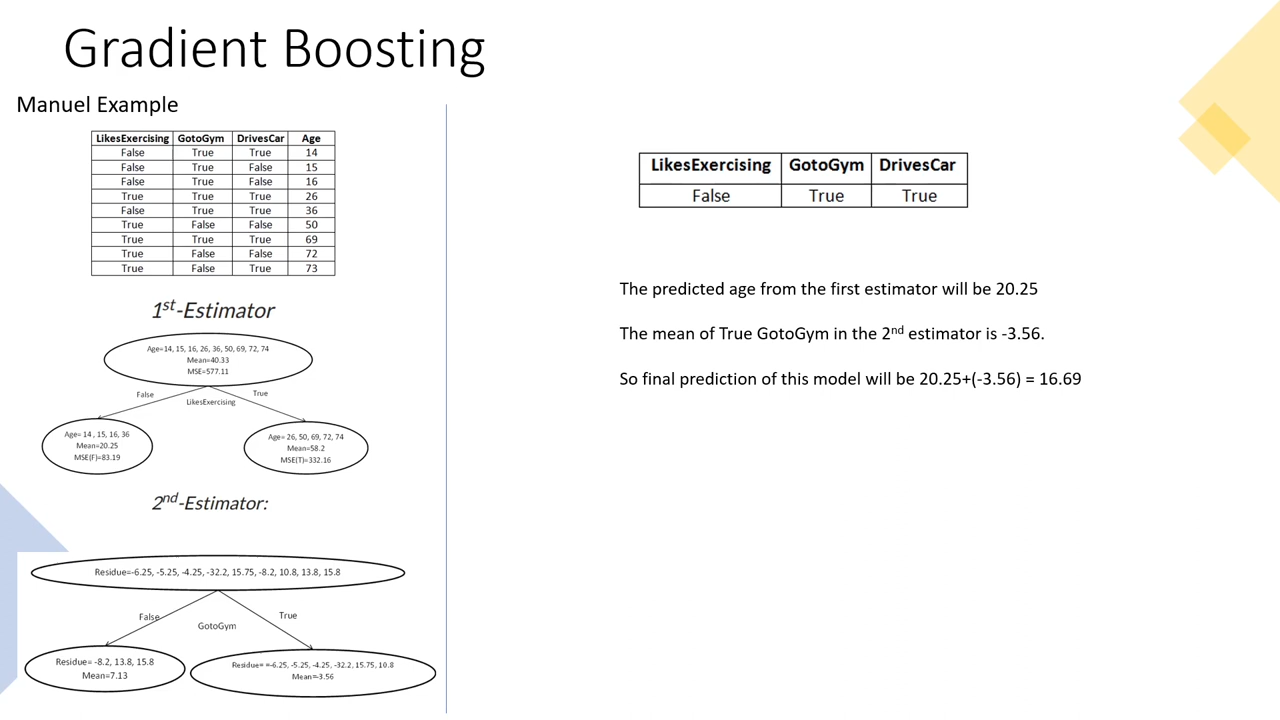 Gradient Boosting
Manuel Example
LikesExercising GotoGym DrivesCar Age
False True True 14
False True False 15
False True False 16
True True True 26
False True True 36
True False False 50
True True True 69
True False False 72
True False True 73
1st-Estimator
Age=14, 15, 16, 26, 36, 50, 69, 72, 74
Mean=40.33
MSE=577.11
False
True
LikesExercising
Age= 14 , 15, 16, 36
Mean=20.25
MSE(F)=83.19
Age= 26, 50, 69, 72, 74
Mean=58.2
MSE(T)=332.16
2nd-Estimator:
Residue=-6.25, -5.25, -4.25, -32.2, 15.75, -8.2, 10.8, 13.8, 15.8
False
True
GotoGym
Residue= -8.2, 13.8, 15.8
Mean=7.13
Residue= =-6.25, -5.25, -4.25, -32.2, 15.75, 10.8
Mean=-3.56
LikesExercising GotoGym DrivesCar
False True True
The predicted age from the first estimator will be 20.25
The mean of True GotoGym in the 2nd estimator is -3.56.
So final prediction of this model will be 20.25+(-3.56) = 16.69